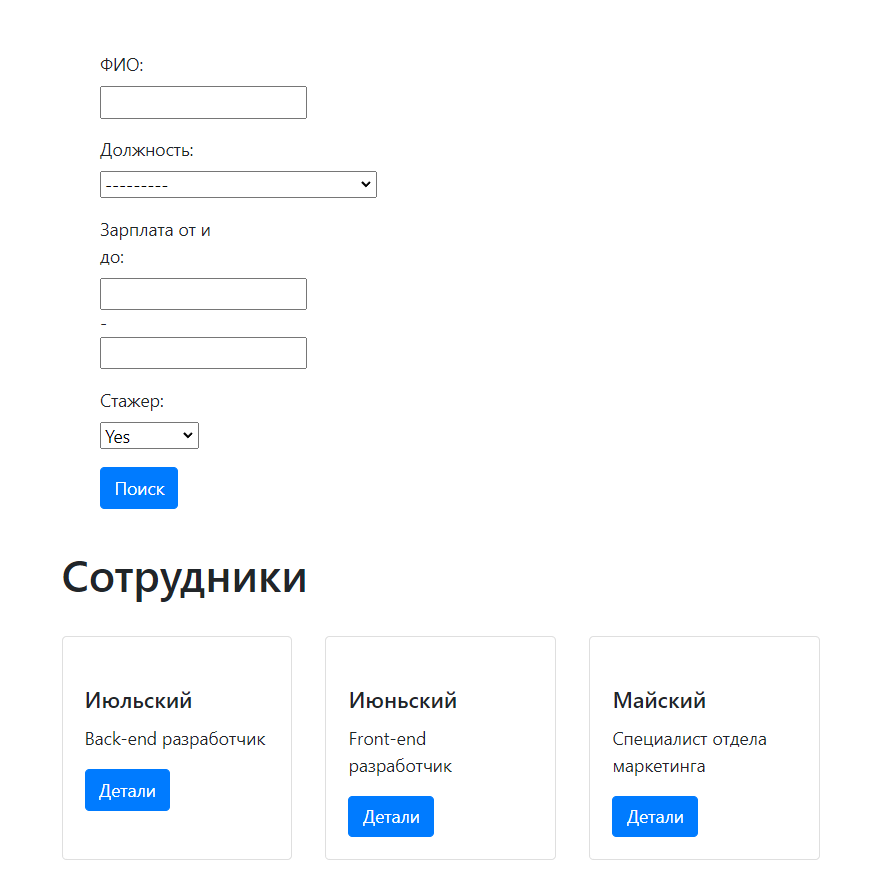 ФИО:
Должность:
---------
Зарплата от и
до:
-
Стажер:
Yes
Поиск
Сотрудники
Июльский
Back-end разработчик
Детали
Июньский
Front-end
разработчик
Детали
Майский
Специалист отдела
маркетинга
Детали